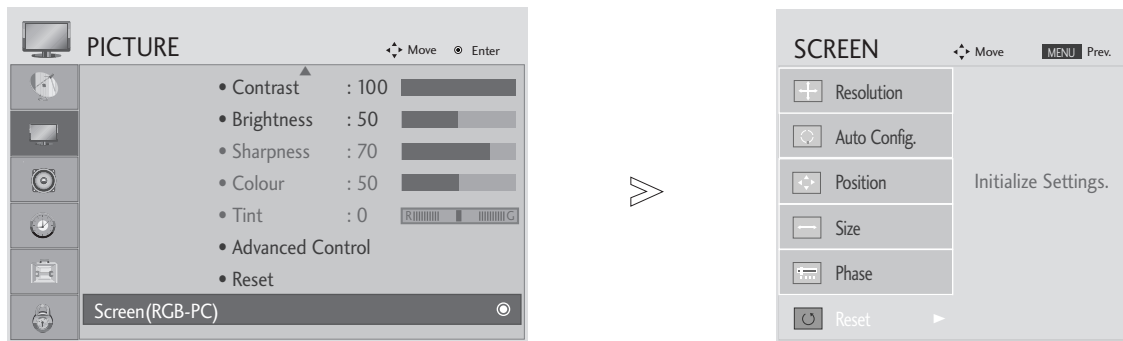 PICTURE Move Enter
• Contrast : 100
• Brightness : 50
• Sharpness : 70
• Colour : 50
• Tint : 0 R G
• Advanced Control
• Reset
Screen(RGB-PC)
SCREEN Move MENU Prev.
Resolution
Auto Config.
Position
Size
Phase
Reset
Initialize Settings.